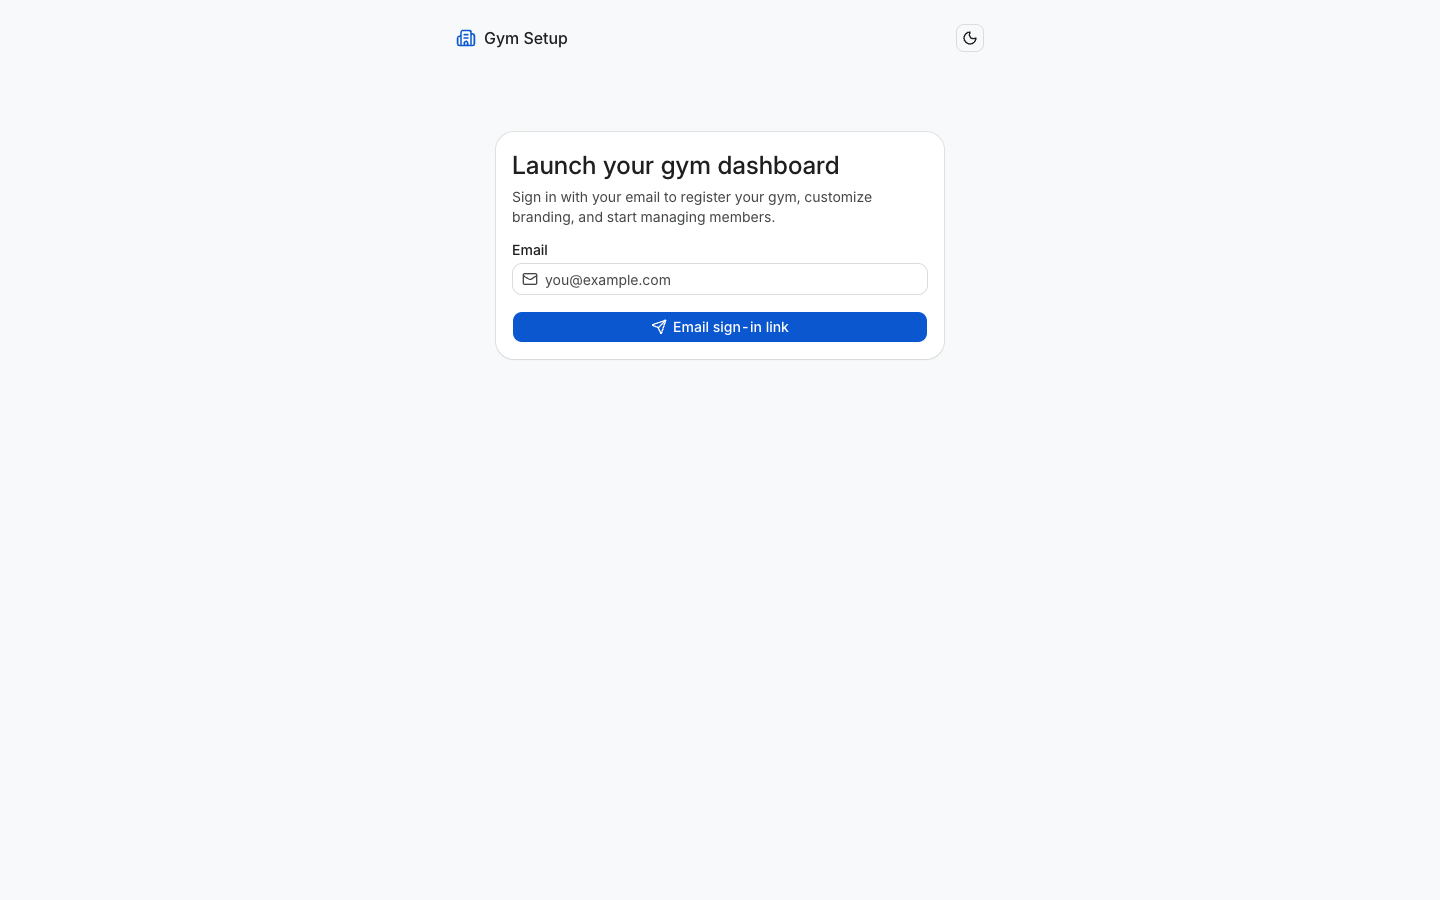 Gym Setup
Launch your gym dashboard
Sign in with your email to register your gym, customize
branding, and start managing members.
Email
you@example.com
Email sign-in link